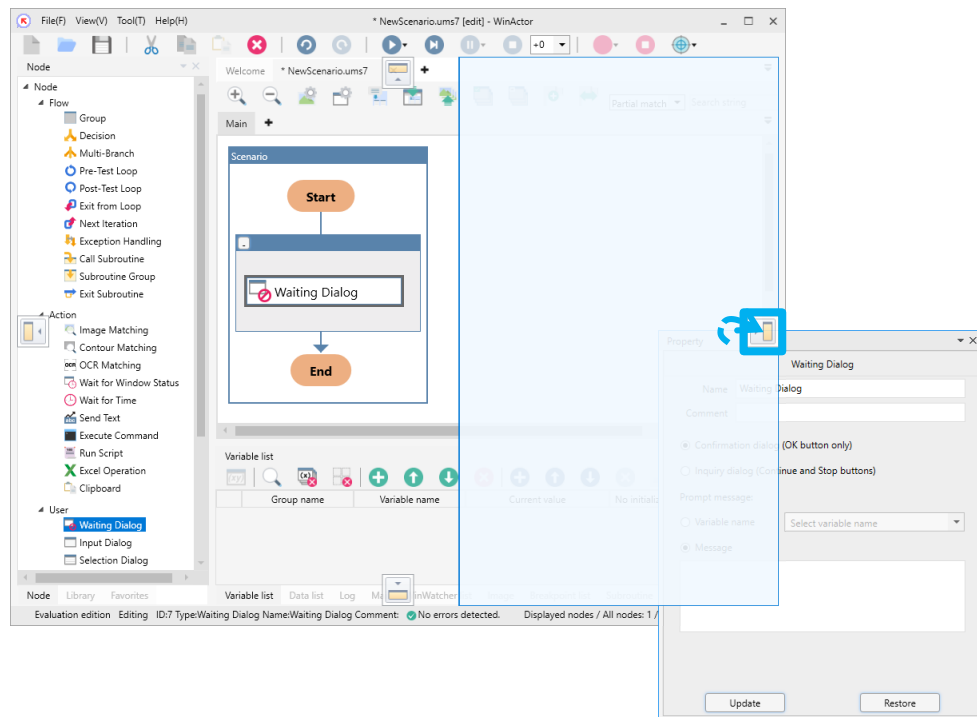 File(F) View(V) Tool(T) Help(H)
* NewScenario.ums7 [edit] - WinActor
+0
Node
Welcome * NewScenario.ums7
Node
Flow
Group
Decision
Multi-Branch
Pre-Test Loop
Post-Test Loop
Exit from Loop
Next Iteration
Exception Handling
Call Subroutine
Subroutine Group
Exit Subroutine
Action
Image Matching
Contour Matching
OCR OCR Matching
Wait for Window Status
Wait for Time
Send Text
Execute Command
Run Script
Excel Operation
Clipboard
User
Waiting Dialog
Input Dialog
Selection Dialog
Node Library Favorites
Partial match Search string
Main
Scenario
Start
-
Waiting Dialog
End
Variable list
(x)
Group name Variable name Current value No initializ
Variable list Data list Log inWatcher
Evaluation edition Editing ID:7 Type:Waiting Dialog Name:Waiting Dialog Comment: No errors detected. Displayed nodes / All nodes: 1 /
Property
Waiting Dialog
Name Waiting Dialog
Comment
Confirmation dialog (OK button only)
Inquiry dialog (Continue and Stop buttons)
Prompt message:
Variable name Select variable name
Message
Update Restore